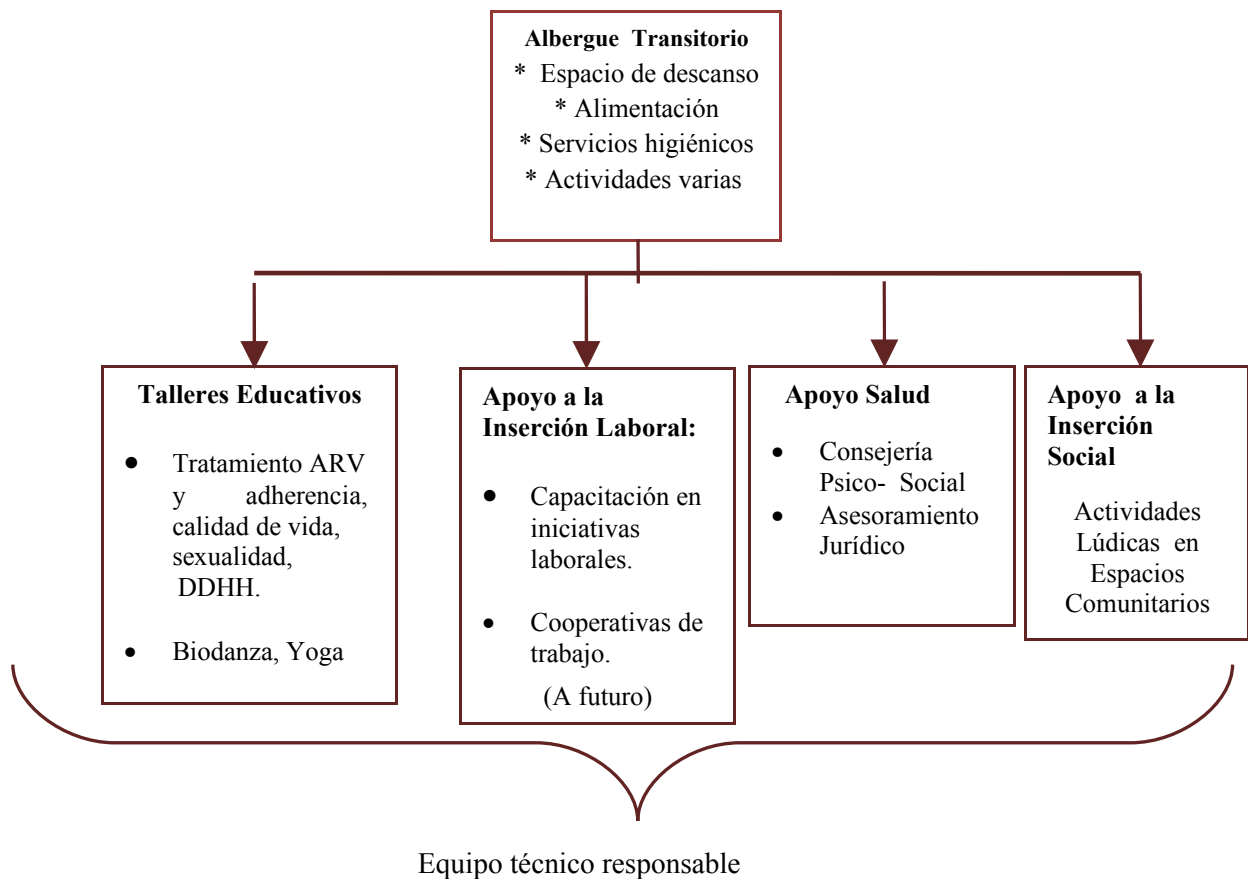 Albergue Transitorio
* Espacio de descanso
* Alimentación
* Servicios higiénicos
* Actividades varias
Talleres Educativos
● Tratamiento ARV
y adherencia,
calidad de vida,
sexualidad,
DDHH.
● Biodanza, Yoga
Apoyo a la
Inserción Laboral:
● Capacitación en
iniciativas
laborales.
● Cooperativas de
trabajo.
(A futuro)
Apoyo Salud
● Consejería
Psico- Social
● Asesoramiento
Jurídico
Apoyo a la
Inserción
Social
Actividades
Lúdicas en
Espacios
Comunitarios
Equipo técnico responsable